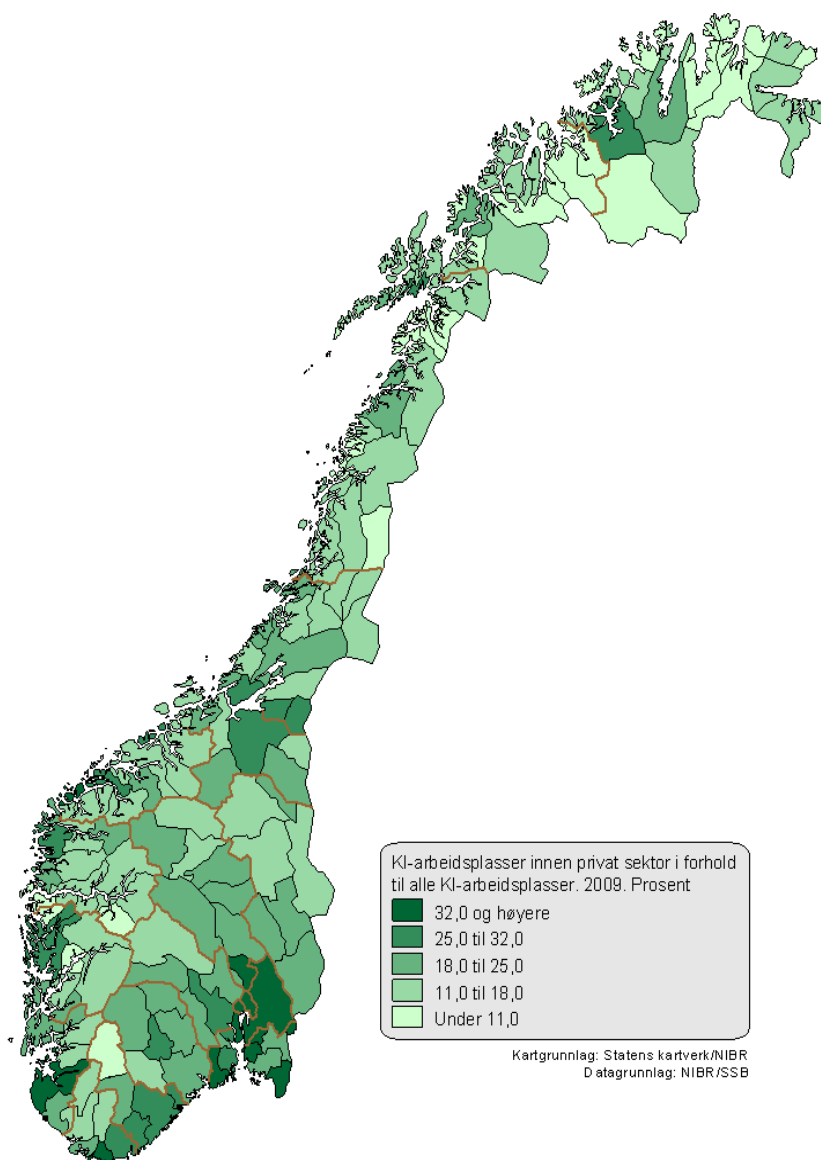 KI-arbeidsplasser innen privat sektor i forhold
til alle KI-arbeidsplasser. 2009. Prosent
32,0 og høyere
25,0 til 32,0
18,0 til 25,0
11,0 til 18,0
Under 11,0
Kartgrunnlag: Statens kartverk/NIBR
Datagrunnlag: NIBR/SSB